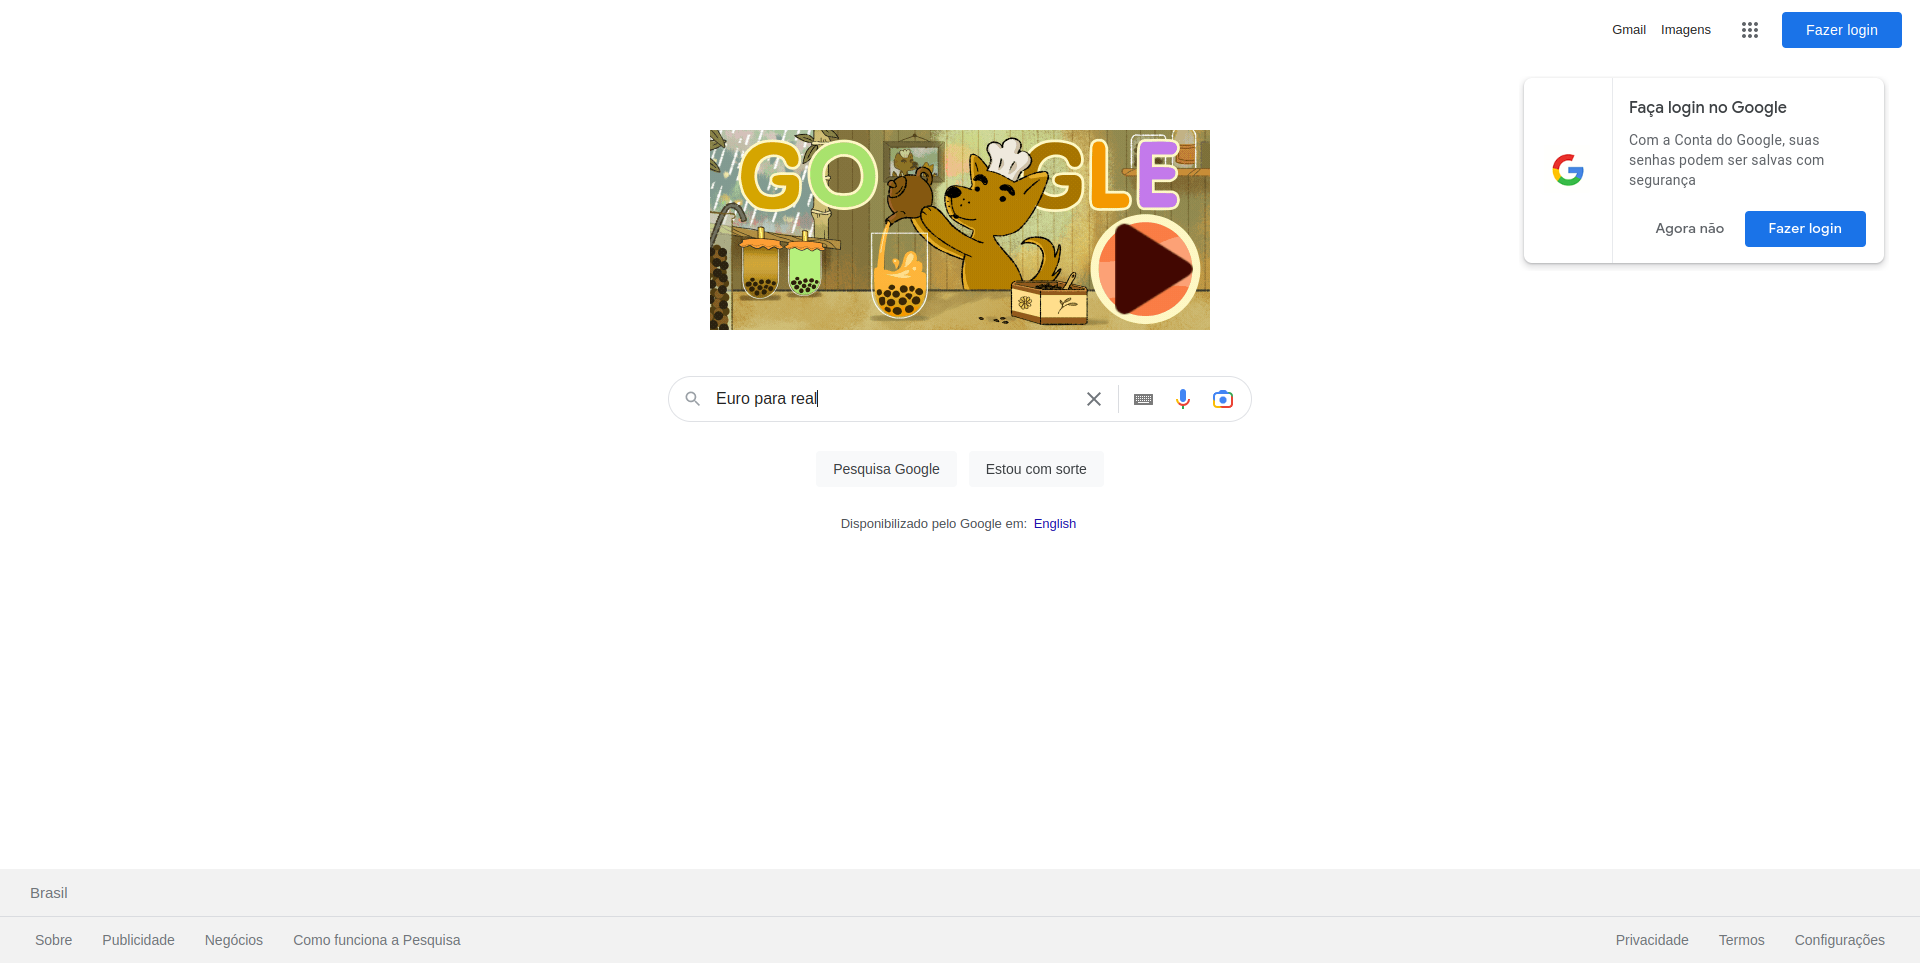 Gmail Imagens Fazer login
Faça login no Google
Com a Conta do Google, suas
senhas podem ser salvas com
segurança
Agora não Fazer login
GOOGLE
Euro para real
Pesquisa Google Estou com sorte
Disponibilizado pelo Google em: English
Brasil
Sobre Publicidade Negócios Como funciona a Pesquisa Privacidade Termos Configurações